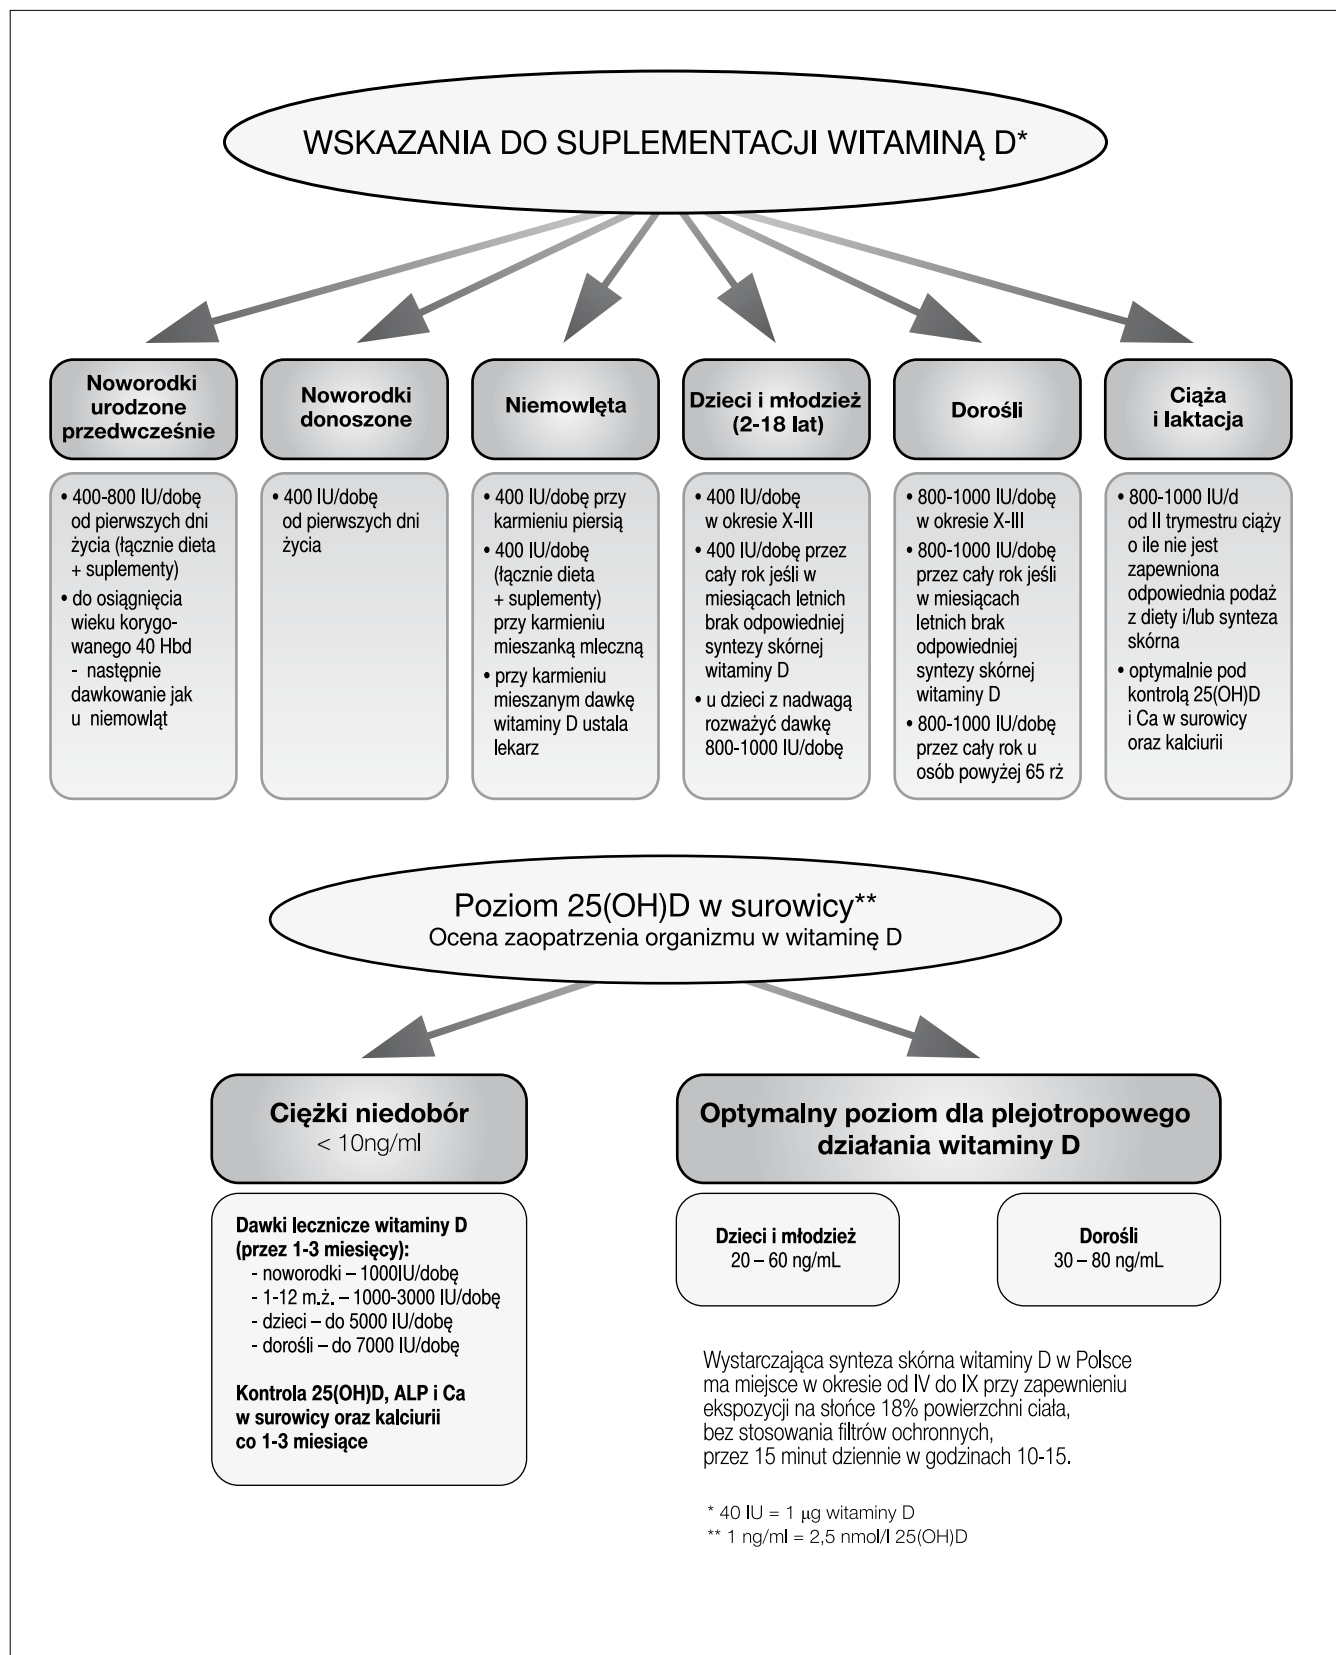 WSKAZANIA DO SUPLEMENTACJI WITAMINĄ D*
Noworodki
urodzone
przedwcześnie
• 400-800 IU/dobę
od pierwszych dni
życia (łącznie dieta
+ suplementy)
• do osiągnięcia
wieku korygo-
wanego 40 Hbd
- następnie
dawkowanie jak
u niemowląt
Noworodki
donoszone
• 400 IU/dobę
od pierwszych dni
życia
Niemowlęta
• 400 IU/dobę przy
karmieniu piersią
• 400 IU/dobę
(łącznie dieta
+ suplementy)
przy karmieniu
mieszanką mleczną
• przy karmieniu
mieszanym dawkę
witaminy D ustala
lekarz
Dzieci i młodzież
(2-18 lat)
• 400 IU/dobę
w okresie X-III
• 400 IU/dobę przez
cały rok jeśli w
miesiącach letnich
brak odpowiedniej
syntezy skórnej
witaminy D
• u dzieci z nadwagą
rozważyć dawkę
800-1000 IU/dobę
Dorośli
• 800-1000 IU/dobę
w okresie X-III
• 800-1000 IU/dobę
przez cały rok jeśli
w miesiącach
letnich brak
odpowiedniej
syntezy skórnej
witaminy D
• 800-1000 IU/dobę
przez cały rok u
osób powyżej 65 rż
Ciąża
i laktacja
• 800-1000 IU/d
od II trymestru ciąży
o ile nie jest
zapewniona
odpowiednia podaż
z diety i/lub synteza
skórna
• optymalnie pod
kontrolą 25(OH)D
i Ca w surowicy
oraz kalciurii
Poziom 25(OH)D w surowicy**
Ocena zaopatrzenia organizmu w witaminę D
Ciężki niedobór
< 10ng/ml
Dawki lecznicze witaminy D
(przez 1-3 miesięcy):
- noworodki – 1000IU/dobę
- 1-12 m.ż. – 1000-3000 IU/dobę
- dzieci – do 5000 IU/dobę
- dorośli – do 7000 IU/dobę
Kontrola 25(OH)D, ALP i Ca
w surowicy oraz kalciurii
co 1-3 miesiące
Optymalny poziom dla plejotropowego
działania witaminy D
Dzieci i młodzież
20 – 60 ng/mL
Dorośli
30 – 80 ng/mL
Wystarczająca synteza skórna witaminy D w Polsce
ma miejsce w okresie od IV do IX przy zapewnieniu
ekspozycji na słońce 18% powierzchni ciała,
bez stosowania filtrów ochronnych,
przez 15 minut dziennie w godzinach 10-15.
* 40 IU = 1 µg witaminy D
** 1 ng/ml = 2,5 nmol/l 25(OH)D